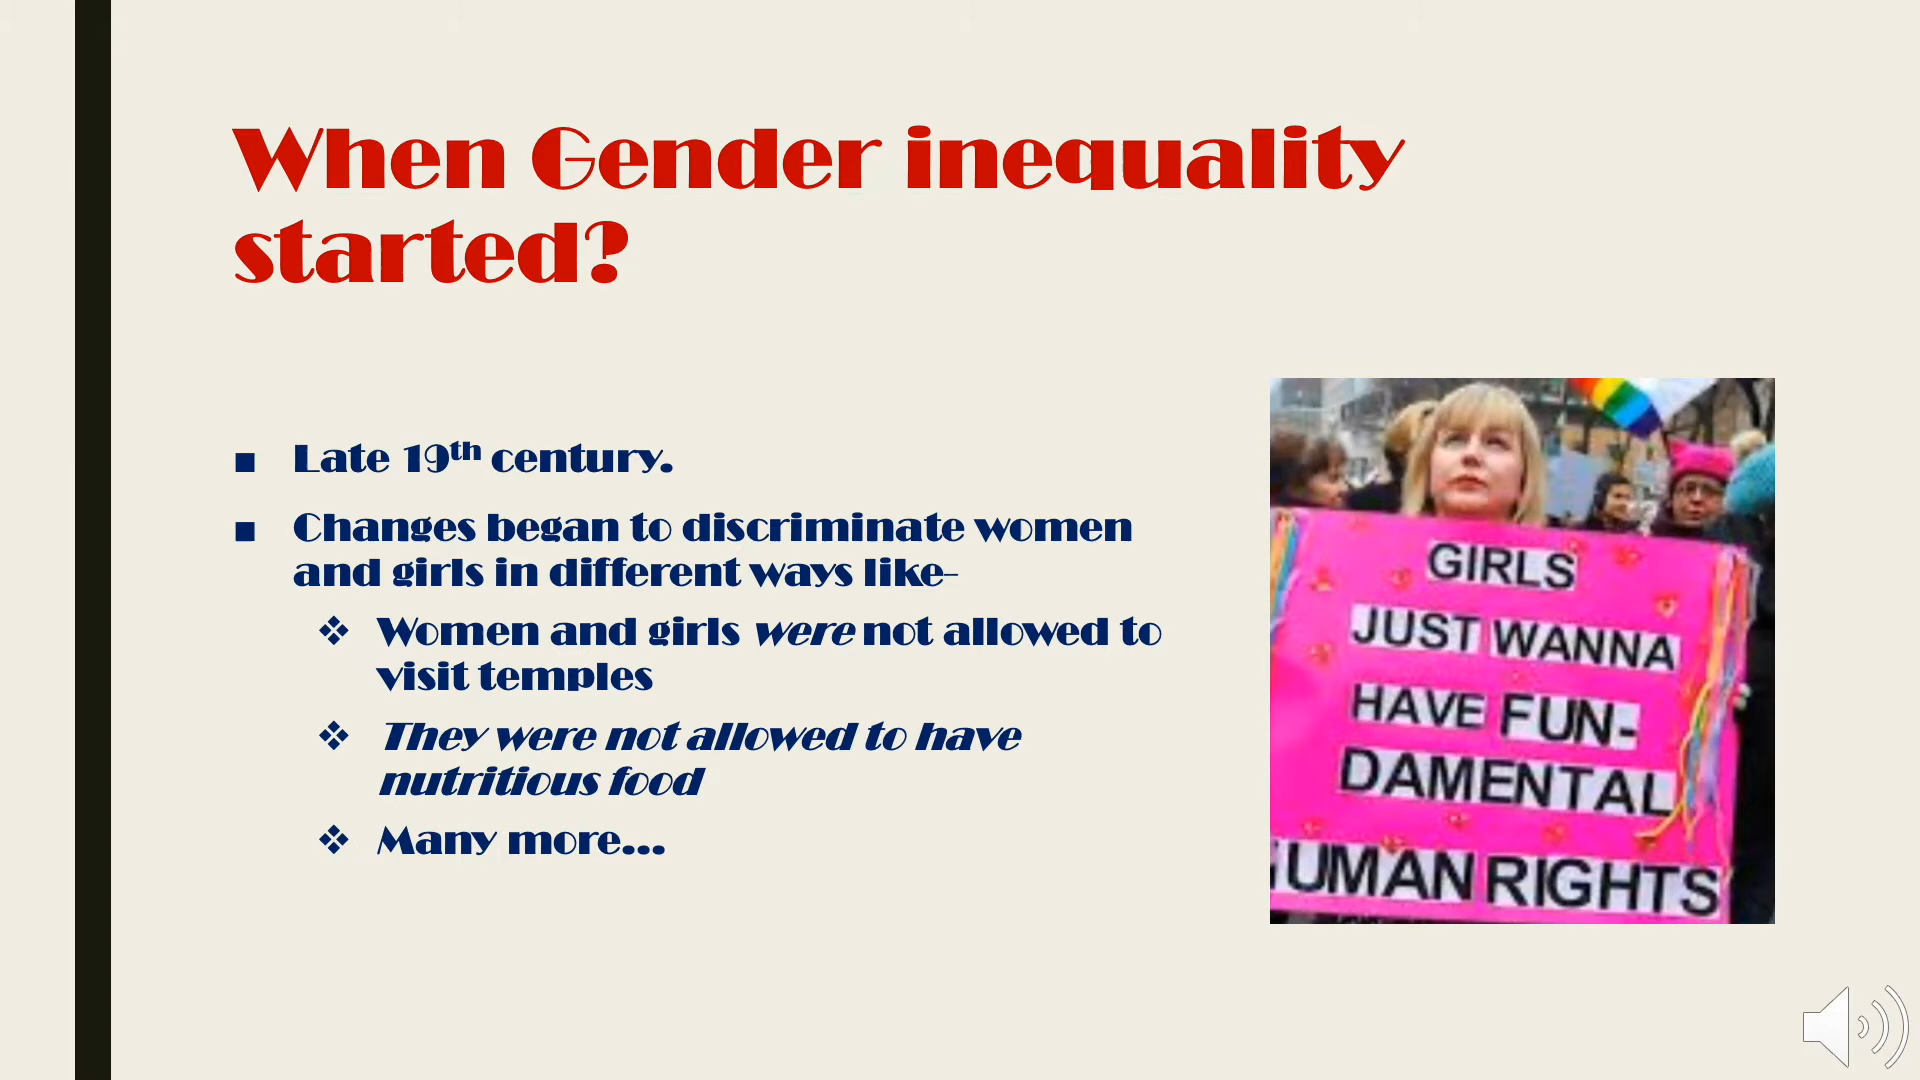 When Gender inequality
started?
Late 19th century.
Changes began to discriminate women
and girls in different ways like-
Women and girls were not allowed to
visit temples
They were not allowed to have
nutritious food
Many more...
GIRLS
JUST WANNA
HAVE FUN-
DAMENTAL
UMAN RIGHTS